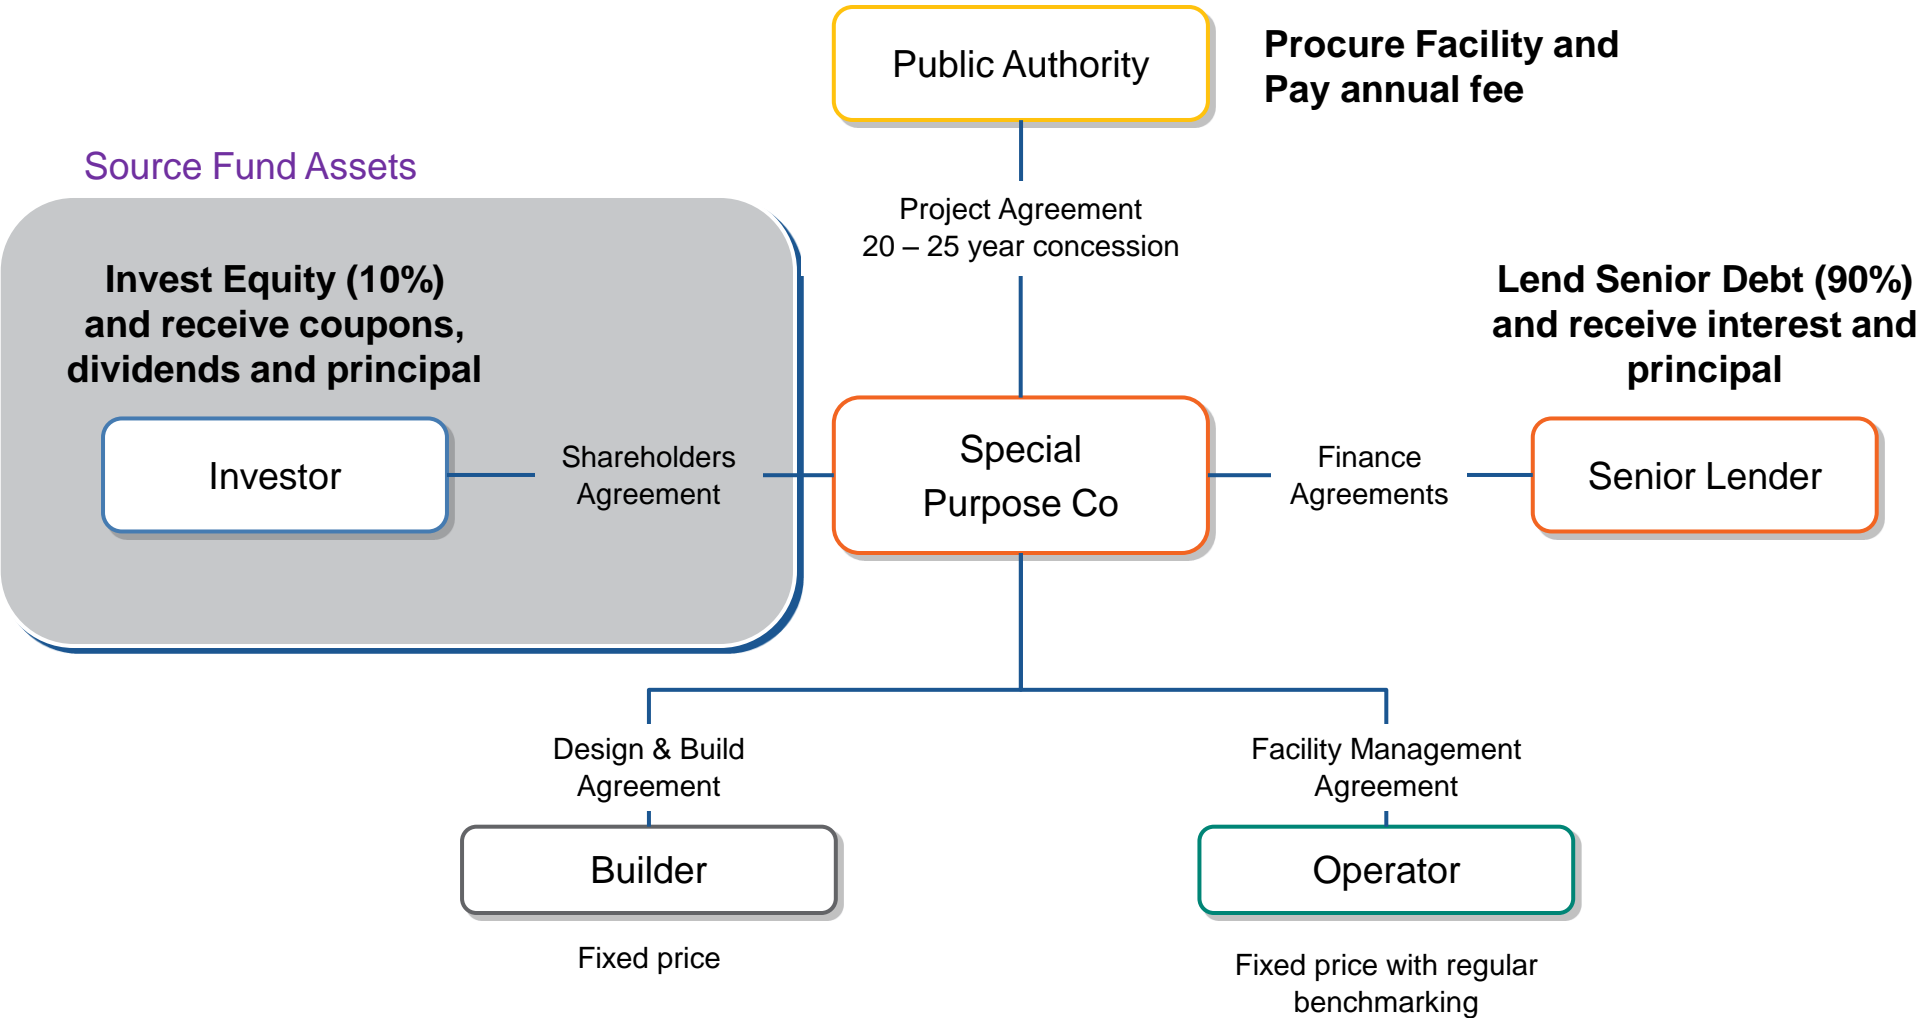 Public Authority
Procure Facility and
Pay annual fee
Source Fund Assets
Project Agreement
20 – 25 year concession
Invest Equity (10%)
and receive coupons,
dividends and principal
Lend Senior Debt (90%)
and receive interest and
principal
Investor
Shareholders
Agreement
Special
Purpose Co
Finance
Agreements
Senior Lender
Design & Build
Agreement
Facility Management
Agreement
Builder
Operator
Fixed price
Fixed price with regular
benchmarking